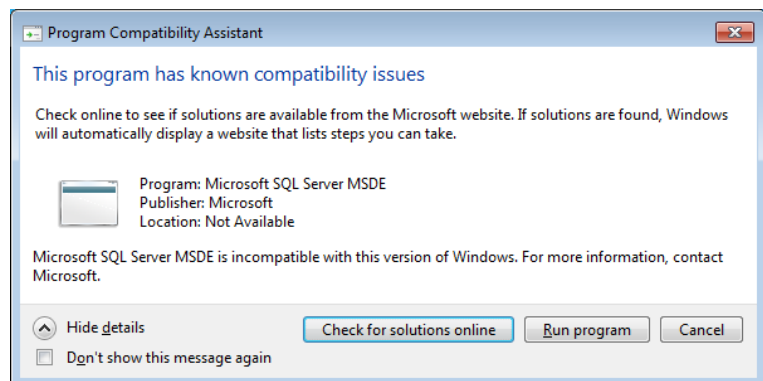 Program Compatibility Assistant
This program has known compatibility issues
Check online to see if solutions are available from the Microsoft website. If solutions are found, Windows
will automatically display a website that lists steps you can take.
Program: Microsoft SQL Server MSDE
Publisher: Microsoft
Location: Not Available
Microsoft SQL Server MSDE is incompatible with this version of Windows. For more information, contact
Microsoft.
Hide details
Check for solutions online
Run program
Cancel
Don't show this message again